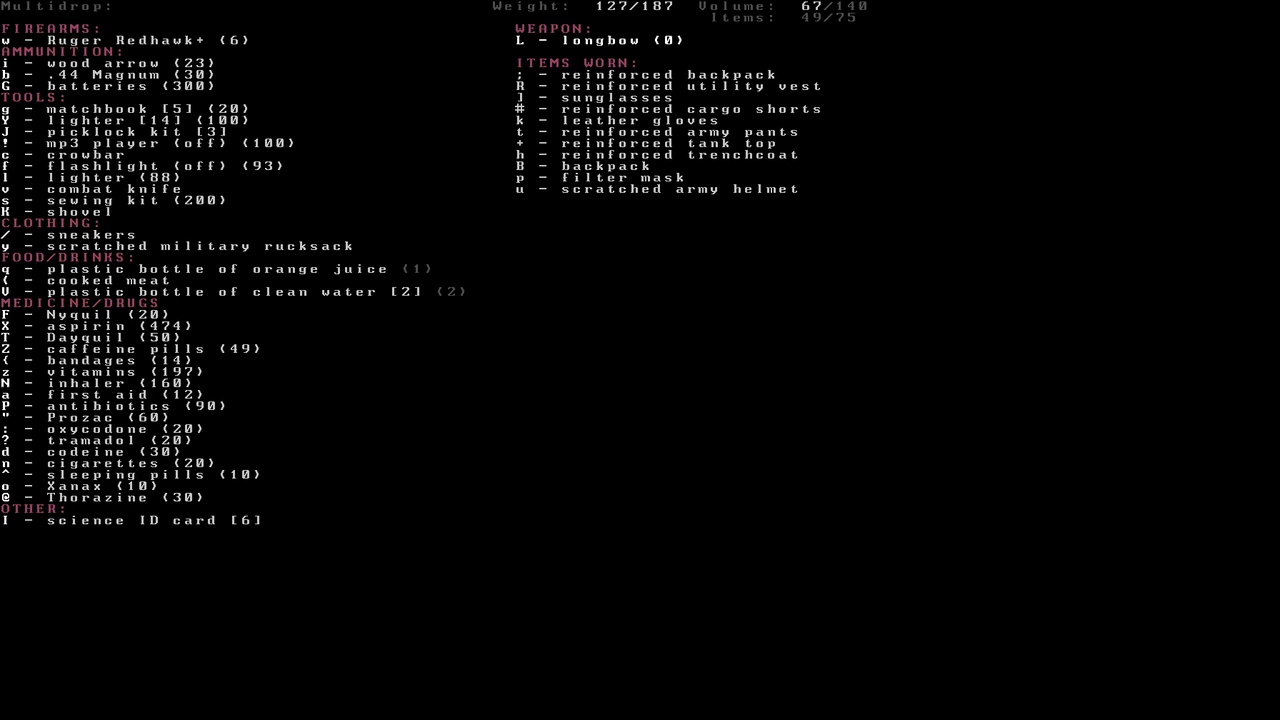 Multidrop: Weight: 127/187 Volume: 67/140
Items: 49/75
FIREARMS:
w - Ruger Redhawk+ (6)
AMMUNITION:
i - wood arrow (23)
b - .44 Magnum (30)
G - batteries (300)
TOOLS:
g - matchbook [5] (20)
Y - lighter [14] (100)
J - picklock kit [3]
! - mp3 player (off) (100)
c - crowbar
f - flashlight (off) (93)
l - lighter (88)
v - combat knife
s - sewing kit (200)
K - shovel
CLOTHING:
/ - sneakers
y - scratched military rucksack
FOOD/DRINKS:
q - plastic bottle of orange juice (1)
( - cooked meat
V - plastic bottle of clean water [2] (2)
MEDICINE/DRUGS
F - Nyquil (20)
X - aspirin (474)
T - Dayquil (50)
Z - caffeine pills (49)
{ - bandages (14)
z - vitamins (197)
N - inhaler (160)
a - first aid (12)
P - antibiotics (90)
" - Prozac (60)
: - oxycodone (20)
? - tramadol (20)
d - codeine (30)
n - cigarettes (20)
^ - sleeping pills (10)
o - Xanax (10)
@ - Thorazine (30)
OTHER:
I - science ID card [6]
WEAPON:
L - longbow (0)
ITEMS WORN:
; - reinforced backpack
R - reinforced utility vest
] - sunglasses
# - reinforced cargo shorts
k - leather gloves
t - reinforced army pants
+ - reinforced tank top
h - reinforced trenchcoat
B - backpack
p - filter mask
u - scratched army helmet